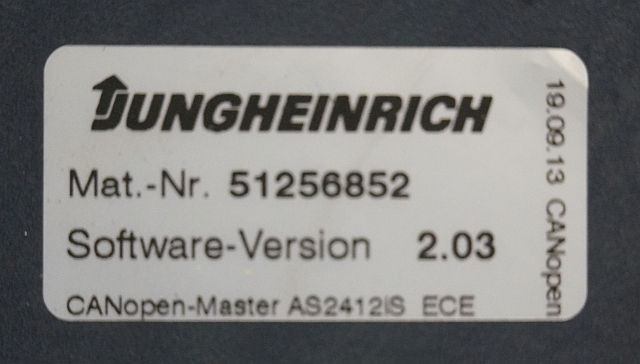 JUNGHEINRICH
Mat.-Nr. 51256852
Software-Version 2.03
CANopen-Master AS2412iS ECE
19.09.13 CANopen